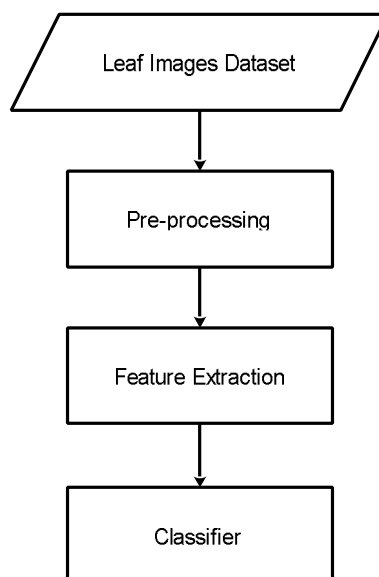 Leaf Images Dataset
Pre-processing
Feature Extraction
Classifier